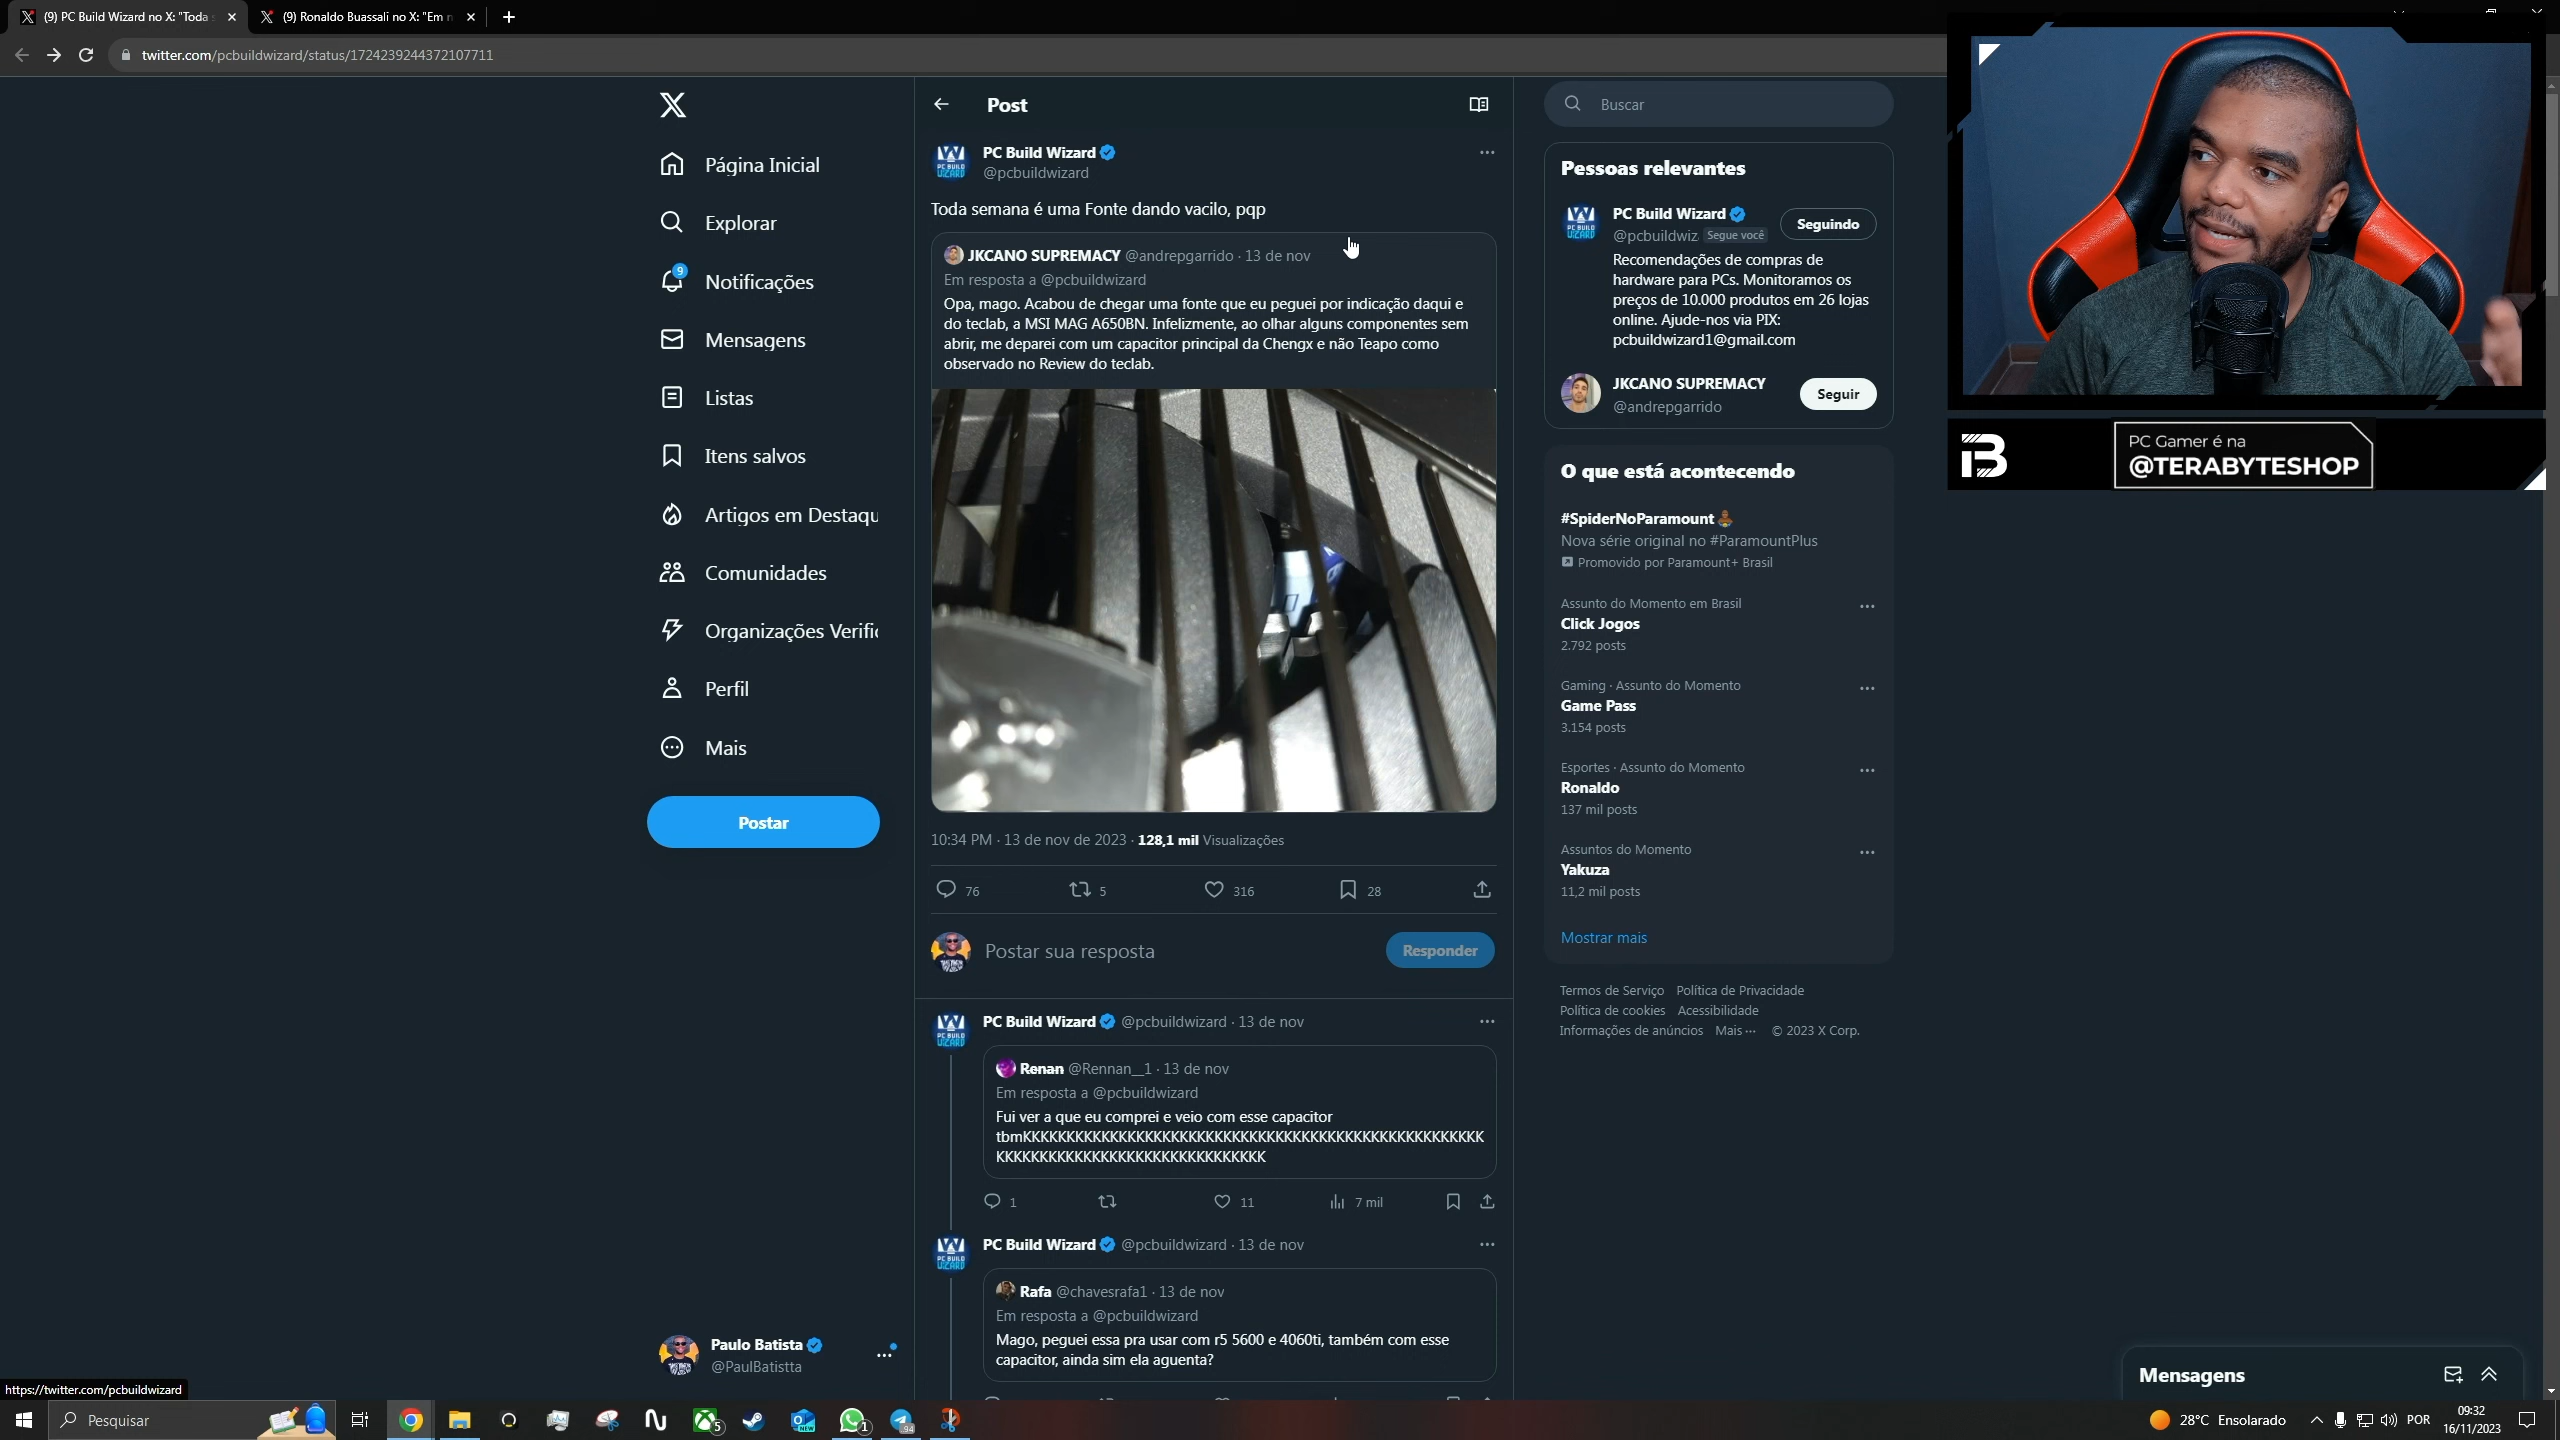 (9) PC Build Wizard no X: "Toda
(9) Ronaldo Buassali no X: "Em
twitter.com/pcbuildwizard/status/1724239244372107711
Página Inicial
Explorar
9
Notificações
Mensagens
Listas
Itens salvos
Artigos em Destaqu
Comunidades
Organizações Verific
Perfil
Mais
Postar
Paulo Batista
@PaulBatistta
https://twitter.com/pcbuildwizard
Post
PC Build Wizard
@pcbuildwizard
Toda semana é uma Fonte dando vacilo, pqp
JKCANO SUPREMACY @andrepgarrido · 13 de nov
Em resposta a @pcbuildwizard
Opa, mago. Acabou de chegar uma fonte que eu peguei por indicação daqui e
do teclab, a MSI MAG A650BN. Infelizmente, ao olhar alguns componentes sem
abrir, me deparei com um capacitor principal da Chengx e não Teapo como
observado no Review do teclab.
10:34 PM · 13 de nov de 2023 · 128,1 mil Visualizações
76 5 316 28
Postar sua resposta
Responder
PC Build Wizard @pcbuildwizard · 13 de nov
Renan @Rennan__1 · 13 de nov
Em resposta a @pcbuildwizard
Fui ver a que eu comprei e veio com esse capacitor
tbmKKKKKKKKKKKKKKKKKKKKKKKKKKKKKKKKKKKKKKKKKKKKKKKKKKKKK
KKKKKKKKKKKKKKKKKKKKKKKKKKKKKKK
1 11 7 mil
PC Build Wizard @pcbuildwizard · 13 de nov
Rafa @chavesrafa1 · 13 de nov
Em resposta a @pcbuildwizard
Mago, peguei essa pra usar com r5 5600 e 4060ti, também com esse
capacitor, ainda sim ela aguenta?
Buscar
Pessoas relevantes
PC Build Wizard
@pcbuildwiz Segue você
Seguindo
Recomendações de compras de
hardware para PCs. Monitoramos os
preços de 10.000 produtos em 26 lojas
online. Ajude-nos via PIX:
pcbuildwizard1@gmail.com
JKCANO SUPREMACY
@andrepgarrido
Seguir
O que está acontecendo
#SpiderNoParamount
Nova série original no #ParamountPlus
Promovido por Paramount+ Brasil
Assunto do Momento em Brasil
Click Jogos
2.792 posts
Gaming · Assunto do Momento
Game Pass
3.154 posts
Esportes · Assunto do Momento
Ronaldo
137 mil posts
Assuntos do Momento
Yakuza
11,2 mil posts
Mostrar mais
Termos de Serviço Política de Privacidade
Política de cookies Acessibilidade
Informações de anúncios Mais ··· © 2023 X Corp.
PC Gamer é na
@TERABYTESHOP
Mensagens
Pesquisar
28°C Ensolarado
POR
09:32
16/11/2023